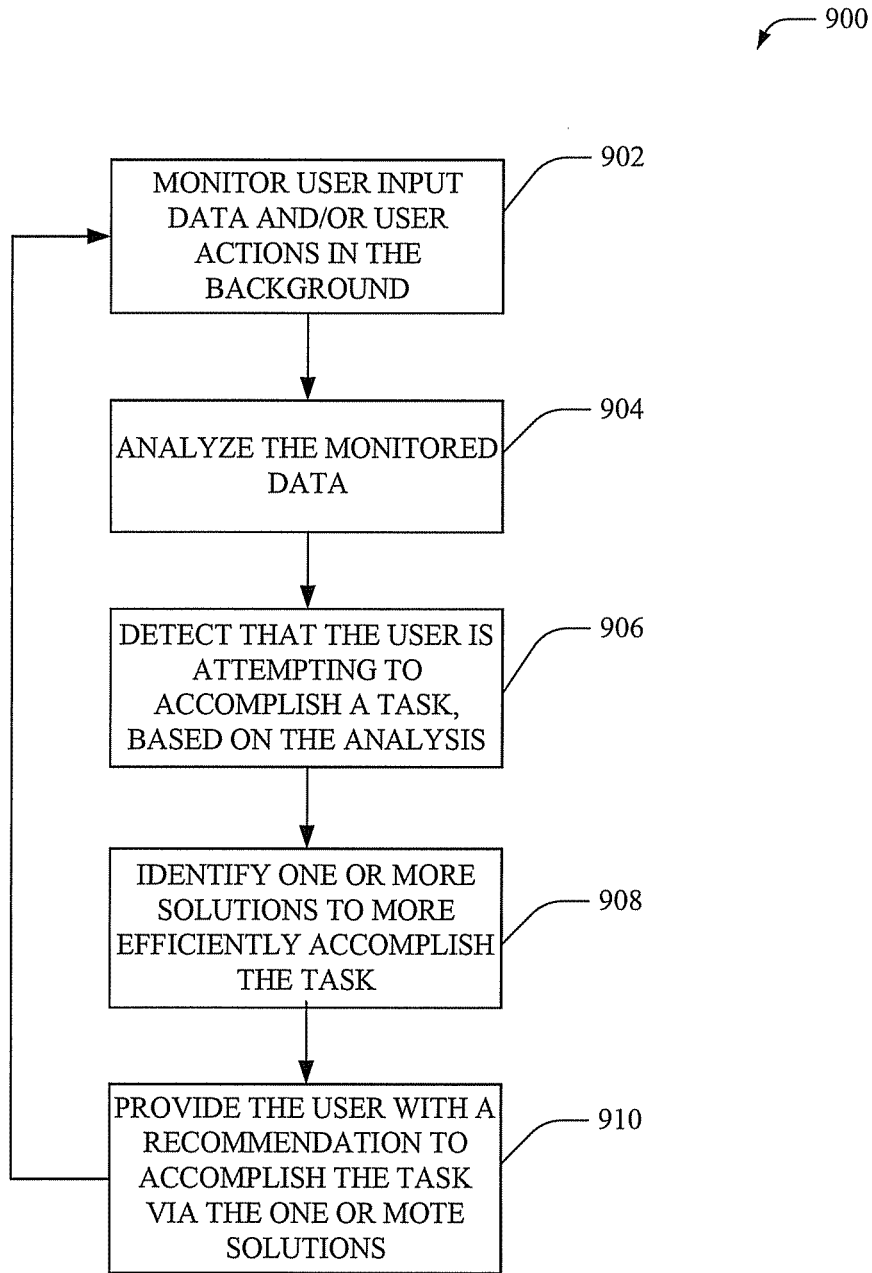 900
902
MONITOR USER INPUT
DATA AND/OR USER
ACTIONS IN THE
BACKGROUND
904
ANALYZE THE MONITORED
DATA
906
DETECT THAT THE USER IS
ATTEMPTING TO
ACCOMPLISH A TASK,
BASED ON THE ANALYSIS
908
IDENTIFY ONE OR MORE
SOLUTIONS TO MORE
EFFICIENTLY ACCOMPLISH
THE TASK
910
PROVIDE THE USER WITH A
RECOMMENDATION TO
ACCOMPLISH THE TASK
VIA THE ONE OR MOTE
SOLUTIONS